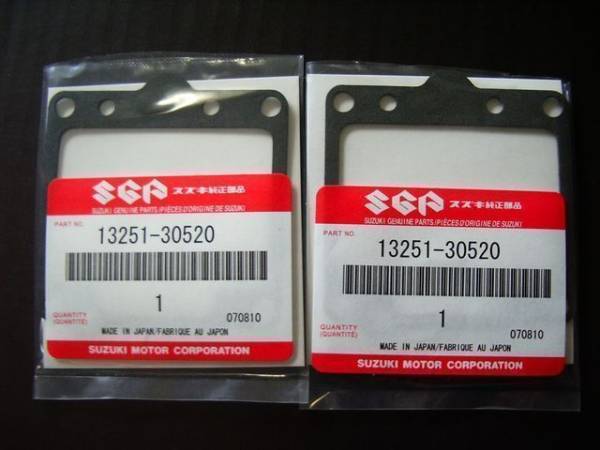 SGP スズキ純正部品
SUZUKI GENUINE PARTS/PIÈCES D'ORIGINE DE SUZUKI
PART NO.
13251-30520
QUANTITY
(QUANTITÉ)
1
070810
MADE IN JAPAN/FABRIQUE AU JAPON
SUZUKI MOTOR CORPORATION
SGP スズキ純正部品
SUZUKI GENUINE PARTS/PIÈCES D'ORIGINE DE SUZUKI
PART NO.
13251-30520
QUANTITY
(QUANTITÉ)
1
070810
MADE IN JAPAN/FABRIQUE AU JAPON
SUZUKI MOTOR CORPORATION